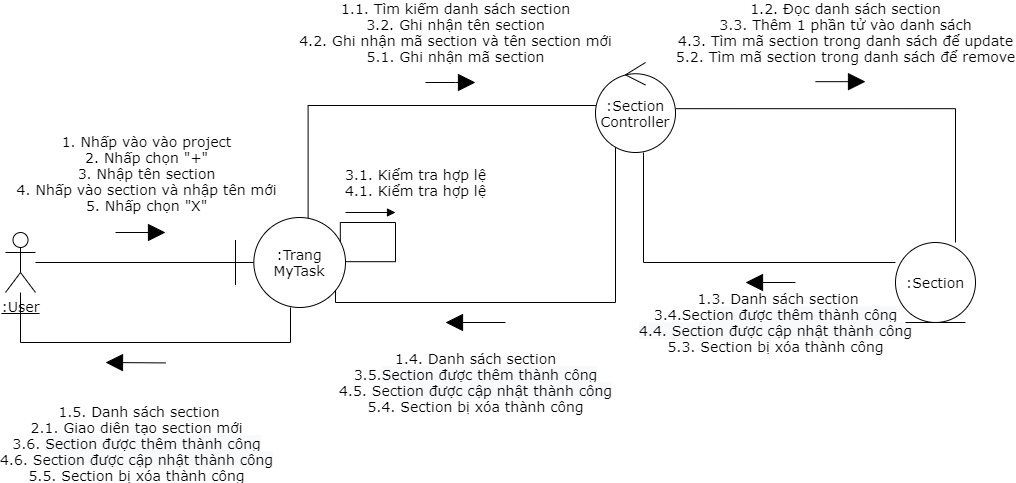 1.1. Tìm kiếm danh sách section
3.2. Ghi nhận tên section
4.2. Ghi nhận mã section và tên section mới
5.1. Ghi nhận mã section
1.2. Đọc danh sách section
3.3. Thêm 1 phần tử vào danh sách
4.3. Tìm mã section trong danh sách để update
5.2. Tìm mã section trong danh sách để remove
:Section
Controller
1. Nhấp vào vào project
2. Nhấp chọn "+"
3. Nhập tên section
4. Nhấp vào section và nhập tên mới
5. Nhấp chọn "X"
3.1. Kiểm tra hợp lệ
4.1. Kiểm tra hợp lệ
:Trang
MyTask
:User
:Section
1.3. Danh sách section
3.4.Section được thêm thành công
4.4. Section được cập nhật thành công
5.3. Section bị xóa thành công
1.4. Danh sách section
3.5.Section được thêm thành công
4.5. Section được cập nhật thành công
5.4. Section bị xóa thành công
1.5. Danh sách section
2.1. Giao diên tạo section mới
3.6. Section được thêm thành công
4.6. Section được cập nhật thành công
5.5. Section bị xóa thành công